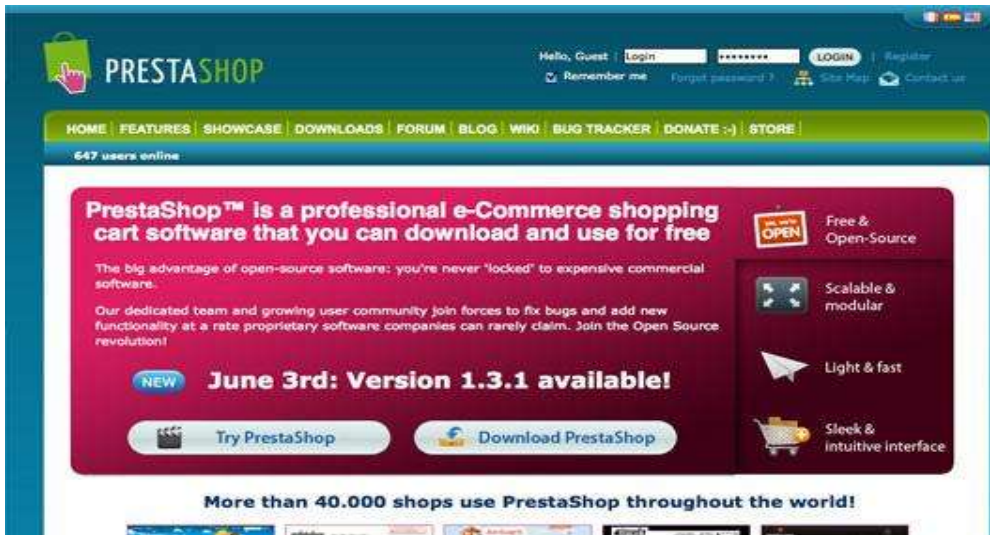 PRESTASHOP
Hello, Guest | Login ******** LOGIN | Register
Remember me Forgot password ? Site Map Contact us
HOME FEATURES SHOWCASE DOWNLOADS FORUM BLOG WIKI BUG TRACKER DONATE :-) STORE
647 users online
PrestaShop™ is a professional e-Commerce shopping
cart software that you can download and use for free
The big advantage of open-source software: you're never "locked" to expensive commercial
software.
Our dedicated team and growing user community join forces to fix bugs and add new
functionality at a rate proprietary software companies can rarely claim. Join the Open Source
revolution!
NEW June 3rd: Version 1.3.1 available!
Try PrestaShop Download PrestaShop
OPEN
Free &
Open-Source
Scalable &
modular
Light & fast
Sleek &
intuitive interface
More than 40.000 shops use PrestaShop throughout the world!